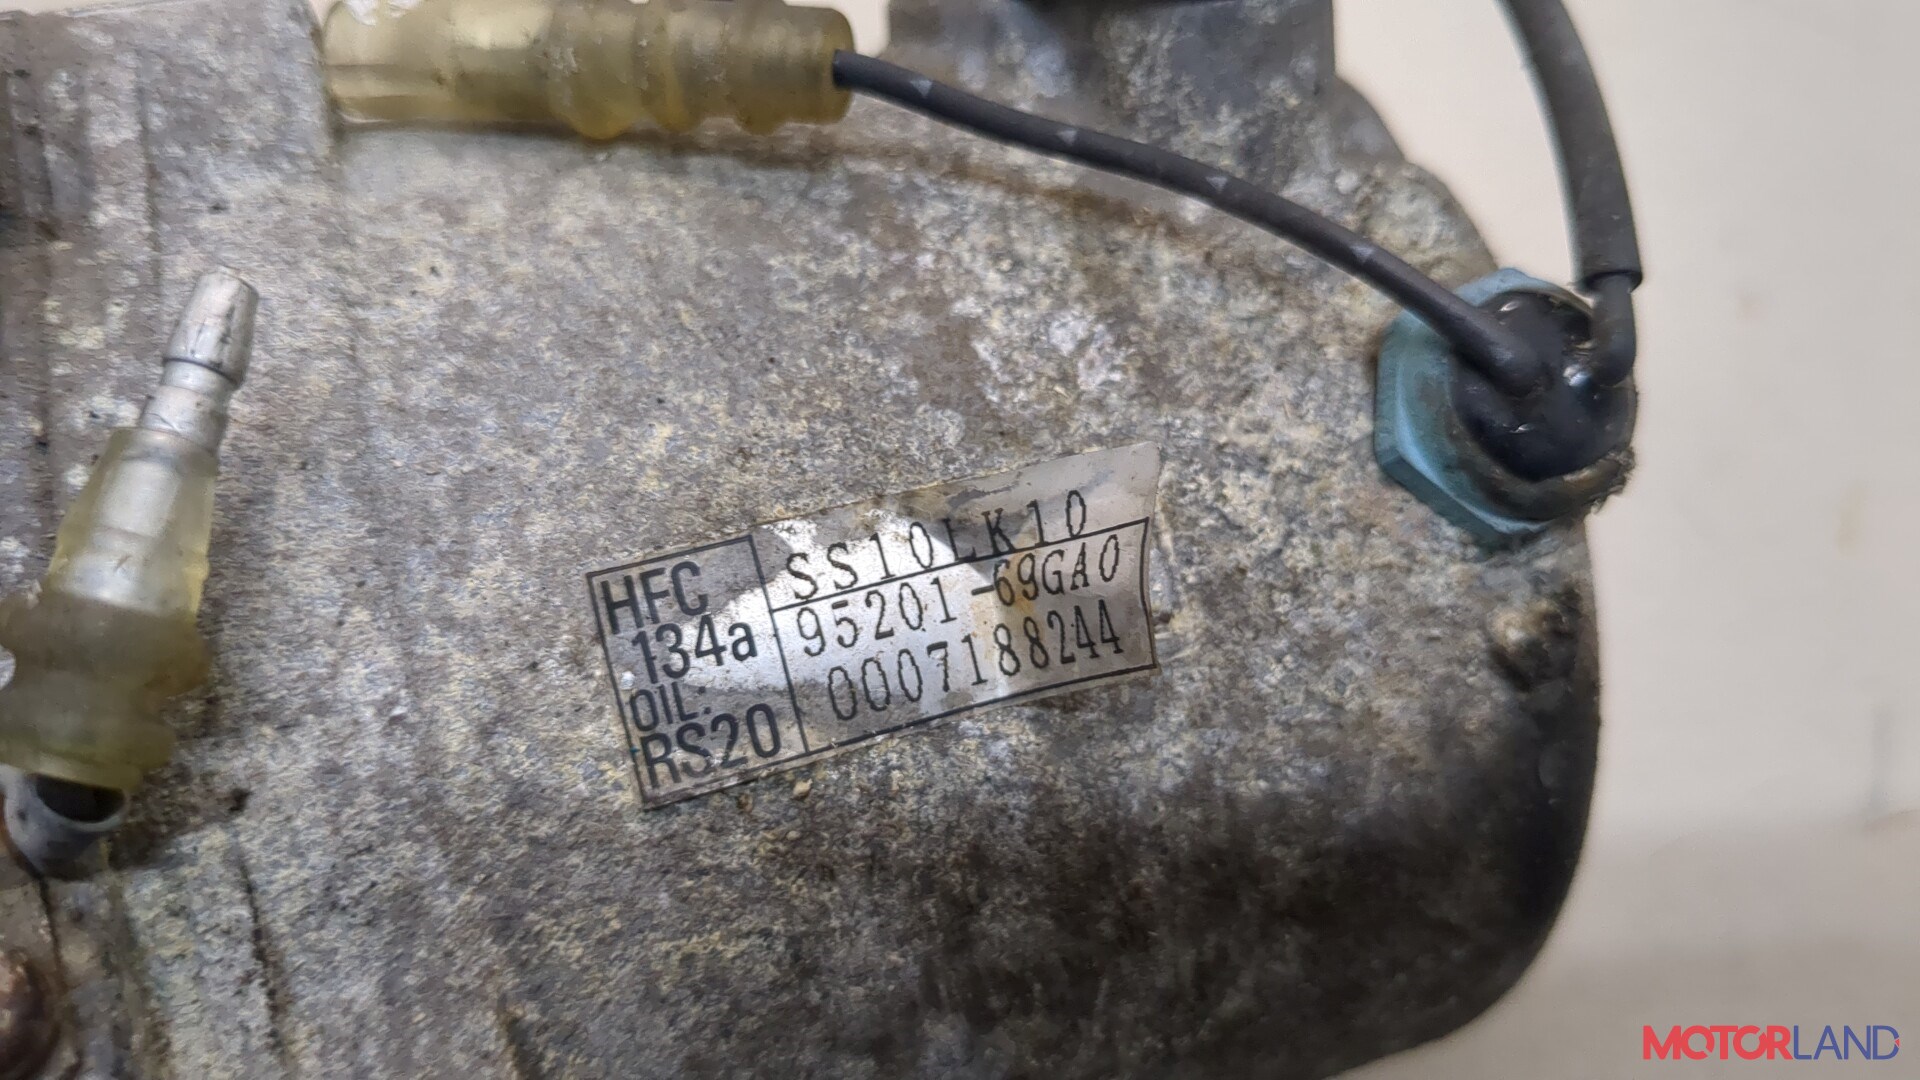 HFC
134a
OIL:
RS20
SS10LK10
95201-69GA0
0007188244
MOTORLAND